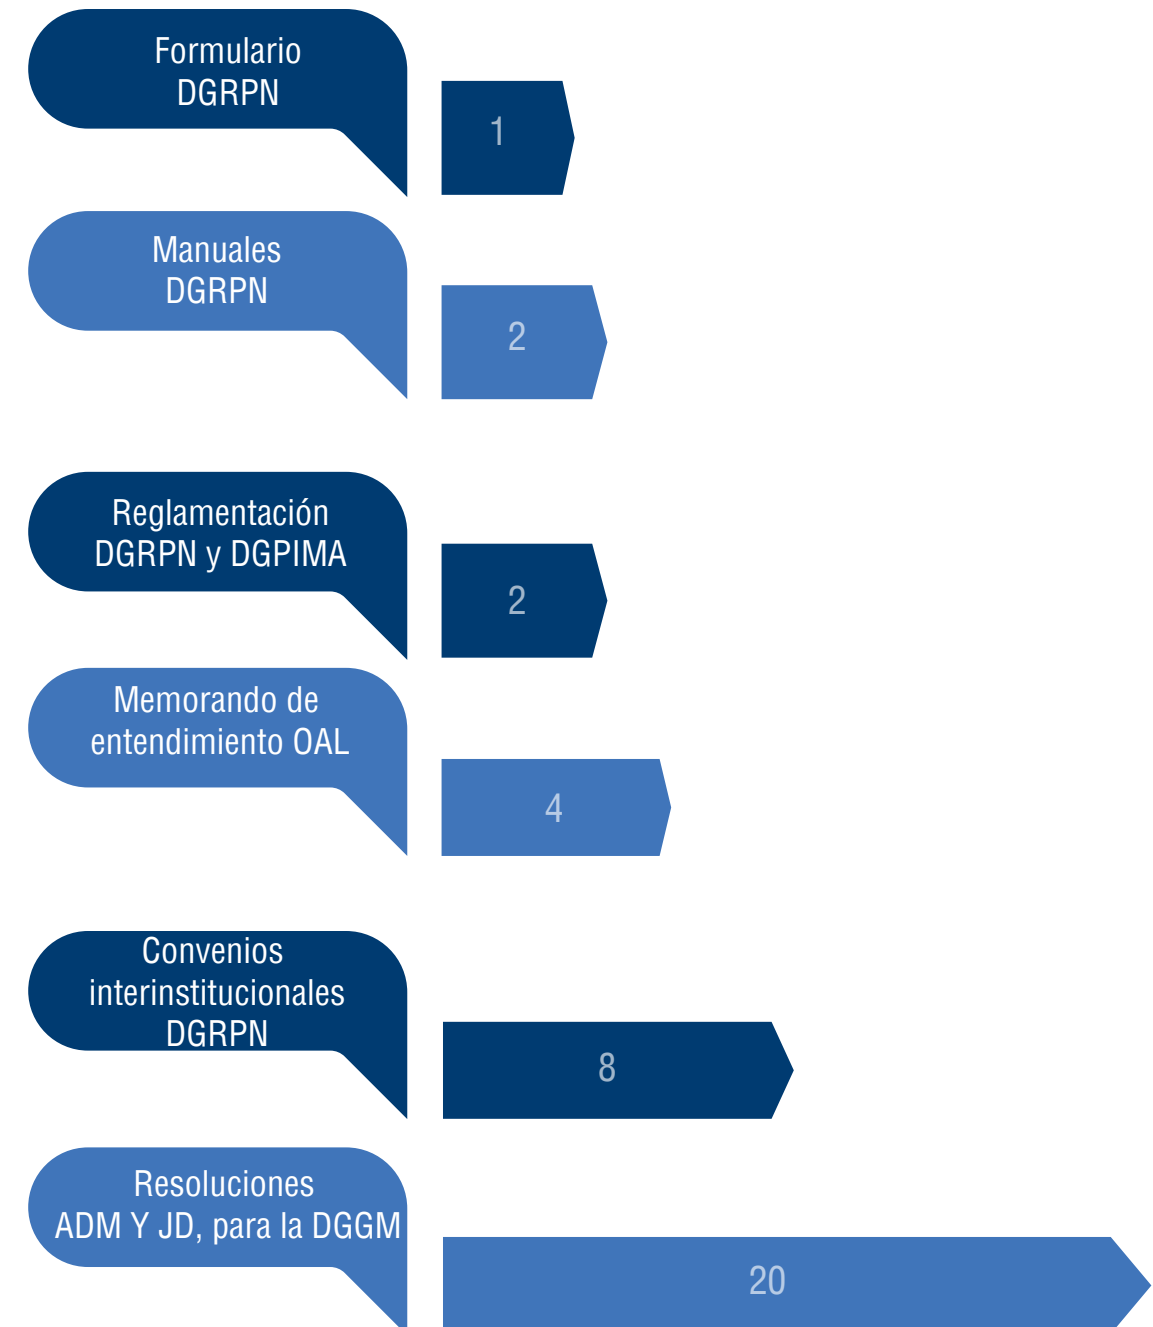 Formulario
DGRPN
1
Manuales
DGRPN
2
Reglamentación
DGRPN y DGPIMA
2
Memorando de
entendimiento OAL
4
Convenios
interinstitucionales
DGRPN
8
Resoluciones
ADM Y JD, para la DGGM
20